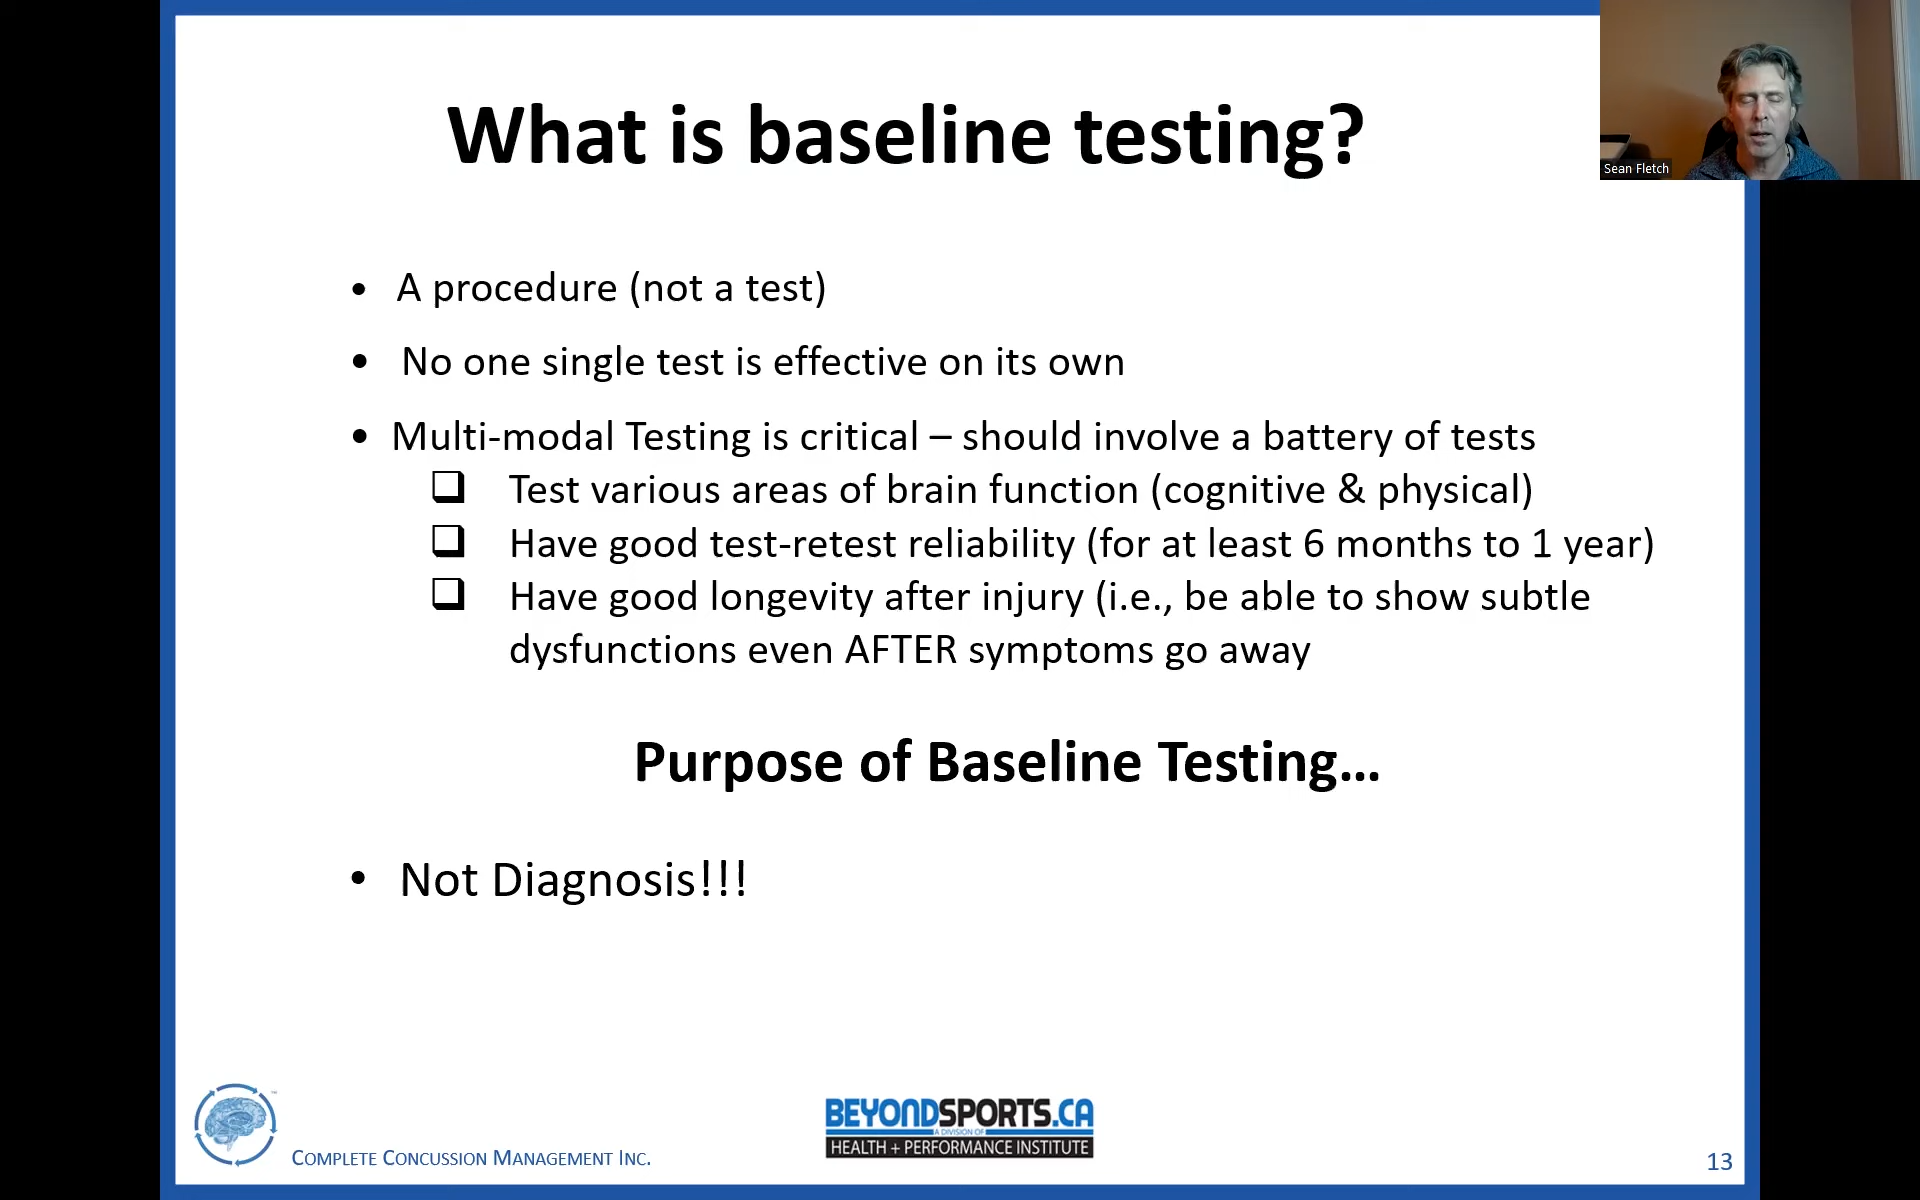 What is baseline testing?
Sean Fletch
• A procedure (not a test)
• No one single test is effective on its own
• Multi-modal Testing is critical – should involve a battery of tests
❑ Test various areas of brain function (cognitive & physical)
❑ Have good test-retest reliability (for at least 6 months to 1 year)
❑ Have good longevity after injury (i.e., be able to show subtle
dysfunctions even AFTER symptoms go away
Purpose of Baseline Testing...
• Not Diagnosis!!!
COMPLETE CONCUSSION MANAGEMENT INC.
BEYONDSPORTS.CA
A DIVISION OF
HEALTH + PERFORMANCE INSTITUTE
13